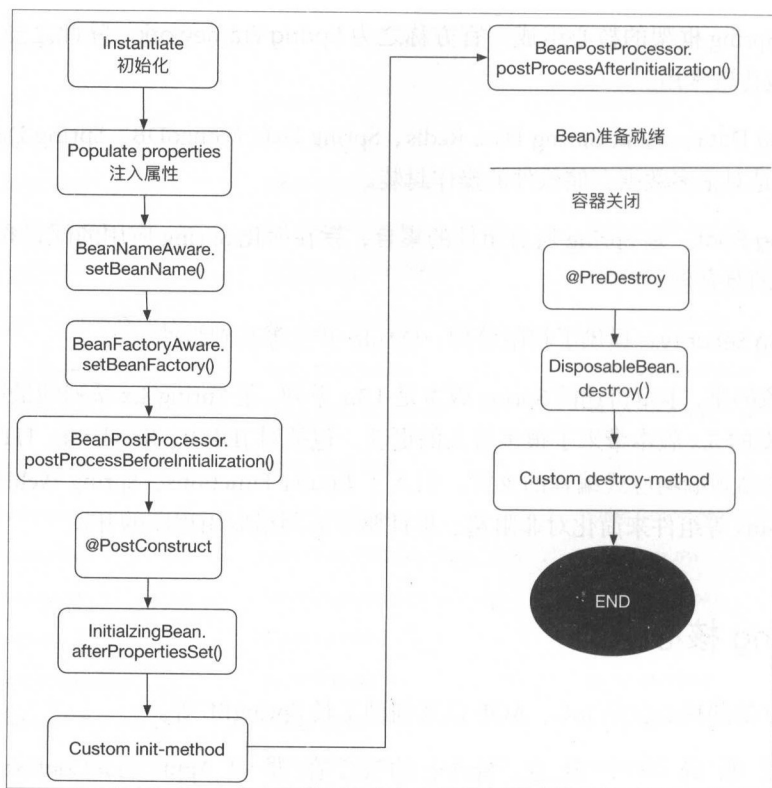 Instantiate
初始化
Populate properties
注入属性
BeanNameAware.
setBeanName()
BeanFactoryAware.
setBeanFactory()
BeanPostProcessor.
postProcessBeforeInitialization()
@PostConstruct
InitialzingBean.
afterPropertiesSet()
Custom init-method
BeanPostProcessor.
postProcessAfterInitialization()
Bean准备就绪
容器关闭
@PreDestroy
DisposableBean.
destroy()
Custom destroy-method
END